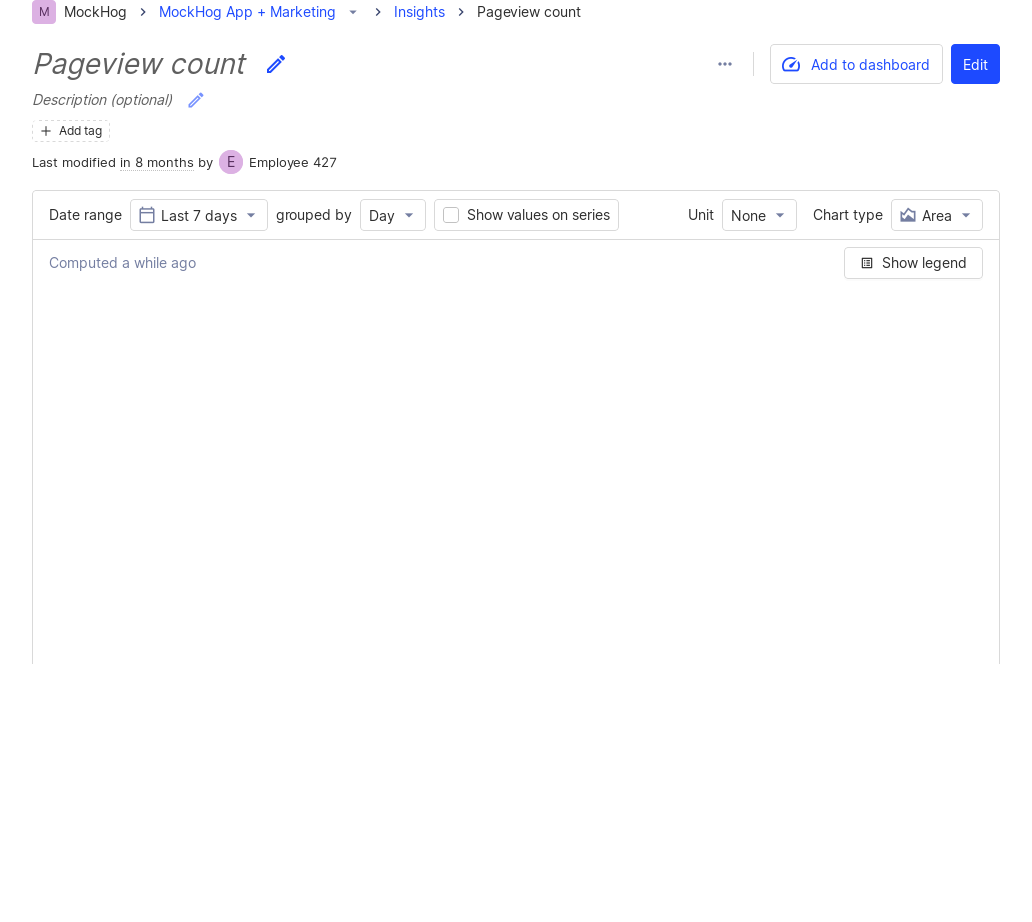 M MockHog MockHog App + Marketing Insights Pageview count
Pageview count
Add to dashboard
Edit
Description (optional)
Add tag
Last modified in 8 months by E Employee 427
Date range Last 7 days grouped by Day Show values on series Unit None Chart type Area
Computed a while ago
Show legend